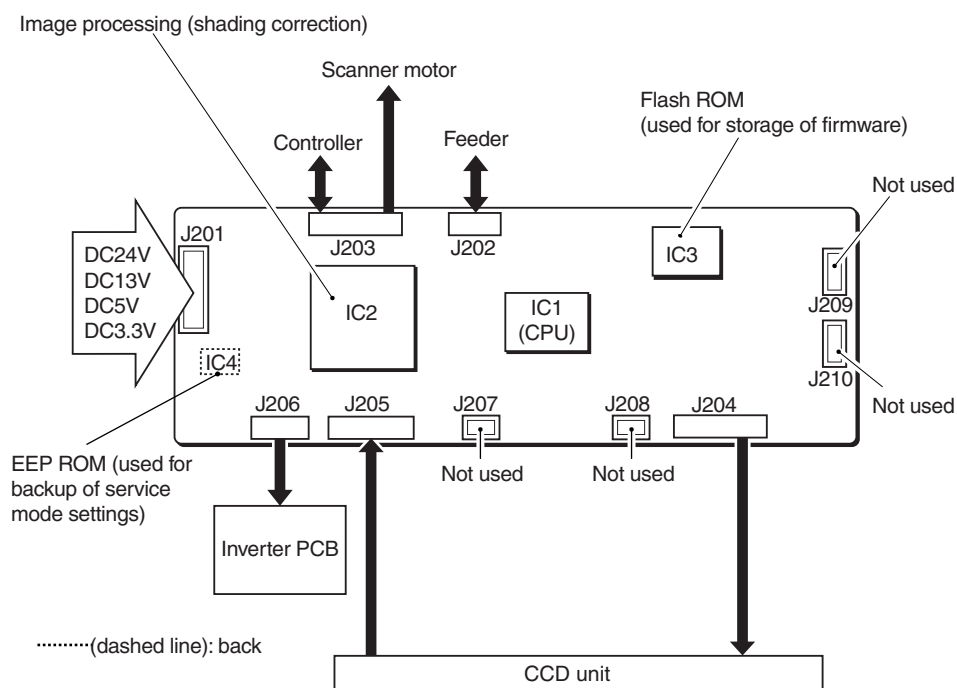 Image processing (shading correction)
Scanner motor
Flash ROM
(used for storage of firmware)
Controller
Feeder
Not used
J201
J203
J202
DC24V
DC13V
DC5V
DC3.3V
IC3
IC2
IC1
(CPU)
J209
IC4
J210
Not used
J206
J205
J207
J208
J204
EEP ROM (used for
backup of service
mode settings)
Not used
Not used
Inverter PCB
(dashed line): back
CCD unit